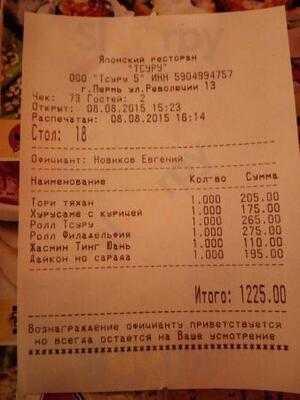 Японский ресторан
"ТСУРУ"
ООО "Тсуру 5" ИНН 5904994757
г.Пермь ул.Революции 13
Чек: 73 Гостей: 2
Открыт: 08.08.2015 15:23
Распечатан: 08.08.2015 16:14
Стол: 18
Официант: Новиков Евгений
Наименование Кол-во Сумма
Тори тяхан 1.000 205.00
Хурусаме с курицей 1.000 175.00
Ролл Тсуру 1.000 265.00
Ролл Филадельфия 1.000 275.00
Жасмин Тинг Юань 1.000 110.00
Дайкон но сарада 1.000 195.00
Итого: 1225.00
Вознаграждение официанту приветствуется
но всегда остается на Ваше усмотрение